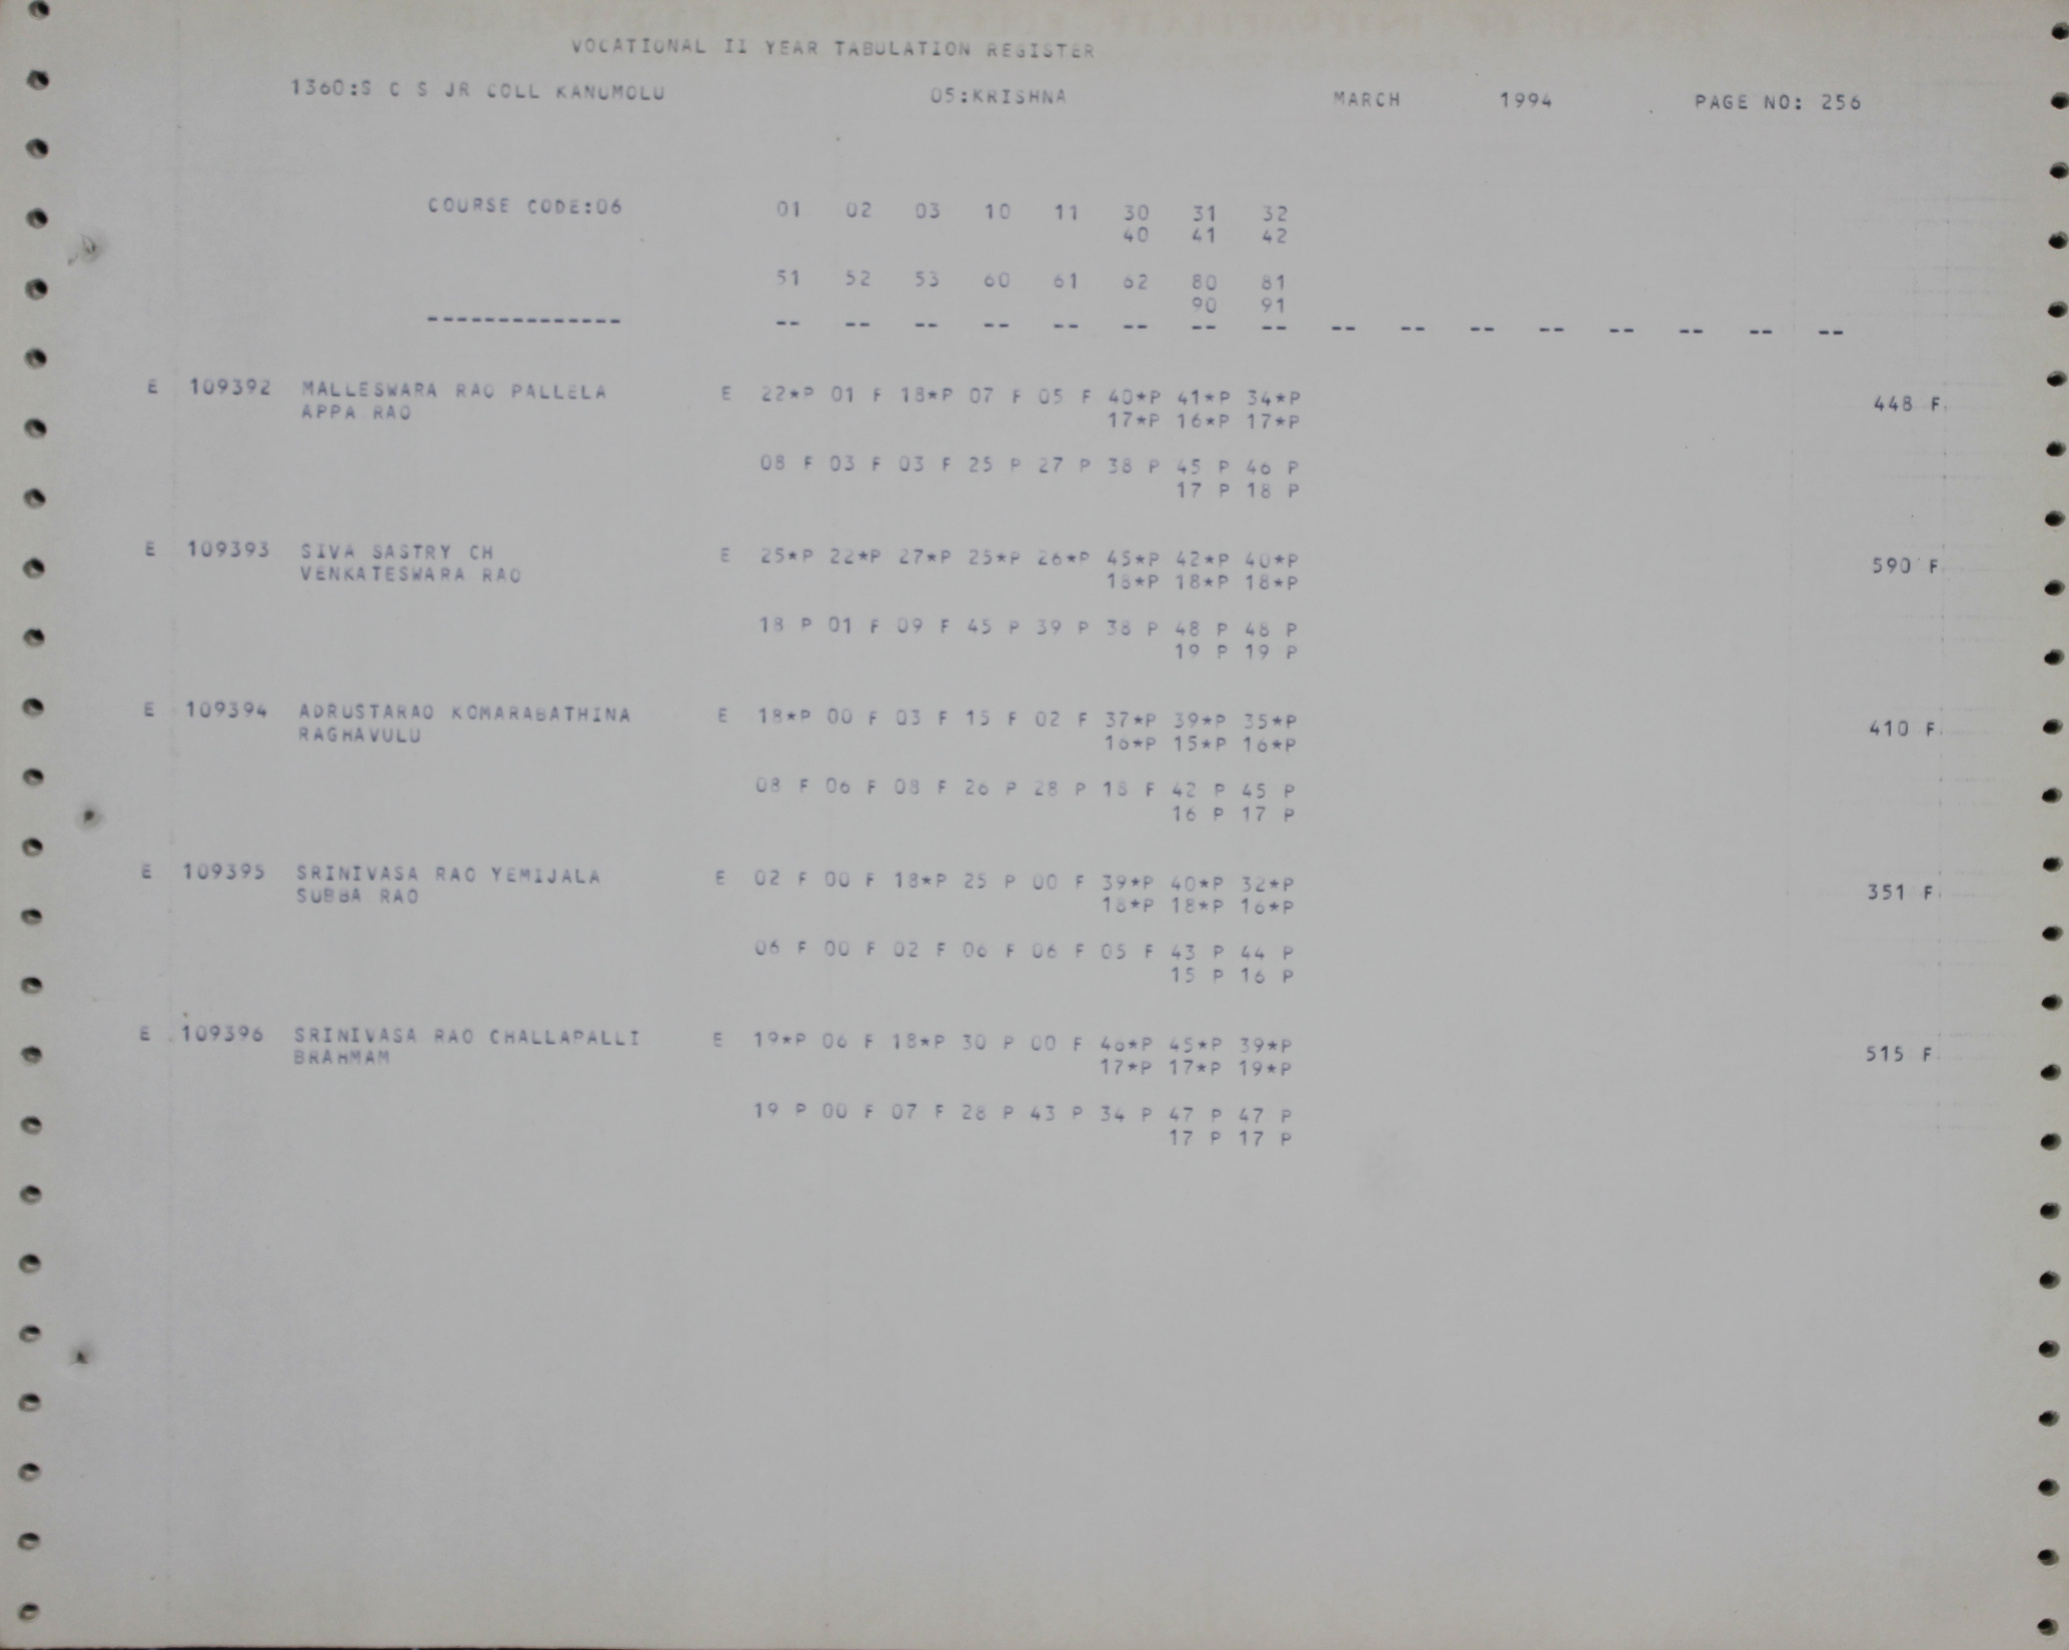 VOCATIONAL II YEAR TABULATION REGISTER
1360:S C S JR COLL KANUMOLU 05:KRISHNA MARCH 1994 PAGE NO: 256
COURSE CODE:06 01 02 03 10 11 30 31 32
40 41 42
51 52 53 60 61 62 80 81
90 91
-------------- -- -- -- -- -- -- -- -- -- -- -- -- -- -- -- --
E 109392 MALLESWARA RAO PALLELA E 22*P 01 F 18*P 07 F 05 F 40*P 41*P 34*P 448 F
APPA RAO 17*P 16*P 17*P
08 F 03 F 03 F 25 P 27 P 38 P 45 P 46 P
17 P 18 P
E 109393 SIVA SASTRY CH E 25*P 22*P 27*P 25*P 26*P 45*P 42*P 40*P 590 F
VENKATESWARA RAO 18*P 18*P 18*P
18 P 01 F 09 F 45 P 39 P 38 P 48 P 48 P
19 P 19 P
E 109394 ADRUSTARAO KOMARABATHINA E 18*P 00 F 03 F 15 F 02 F 37*P 39*P 35*P 410 F
RAGHAVULU 16*P 15*P 16*P
08 F 06 F 08 F 26 P 28 P 18 F 42 P 45 P
16 P 17 P
E 109395 SRINIVASA RAO YEMIJALA E 02 F 00 F 18*P 25 P 00 F 39*P 40*P 32*P 351 F
SUBBA RAO 18*P 18*P 16*P
06 F 00 F 02 F 06 F 06 F 05 F 43 P 44 P
15 P 16 P
E 109396 SRINIVASA RAO CHALLAPALLI E 19*P 06 F 18*P 30 P 00 F 46*P 45*P 39*P 515 F
BRAHMAM 17*P 17*P 19*P
19 P 00 F 07 F 28 P 43 P 34 P 47 P 47 P
17 P 17 P